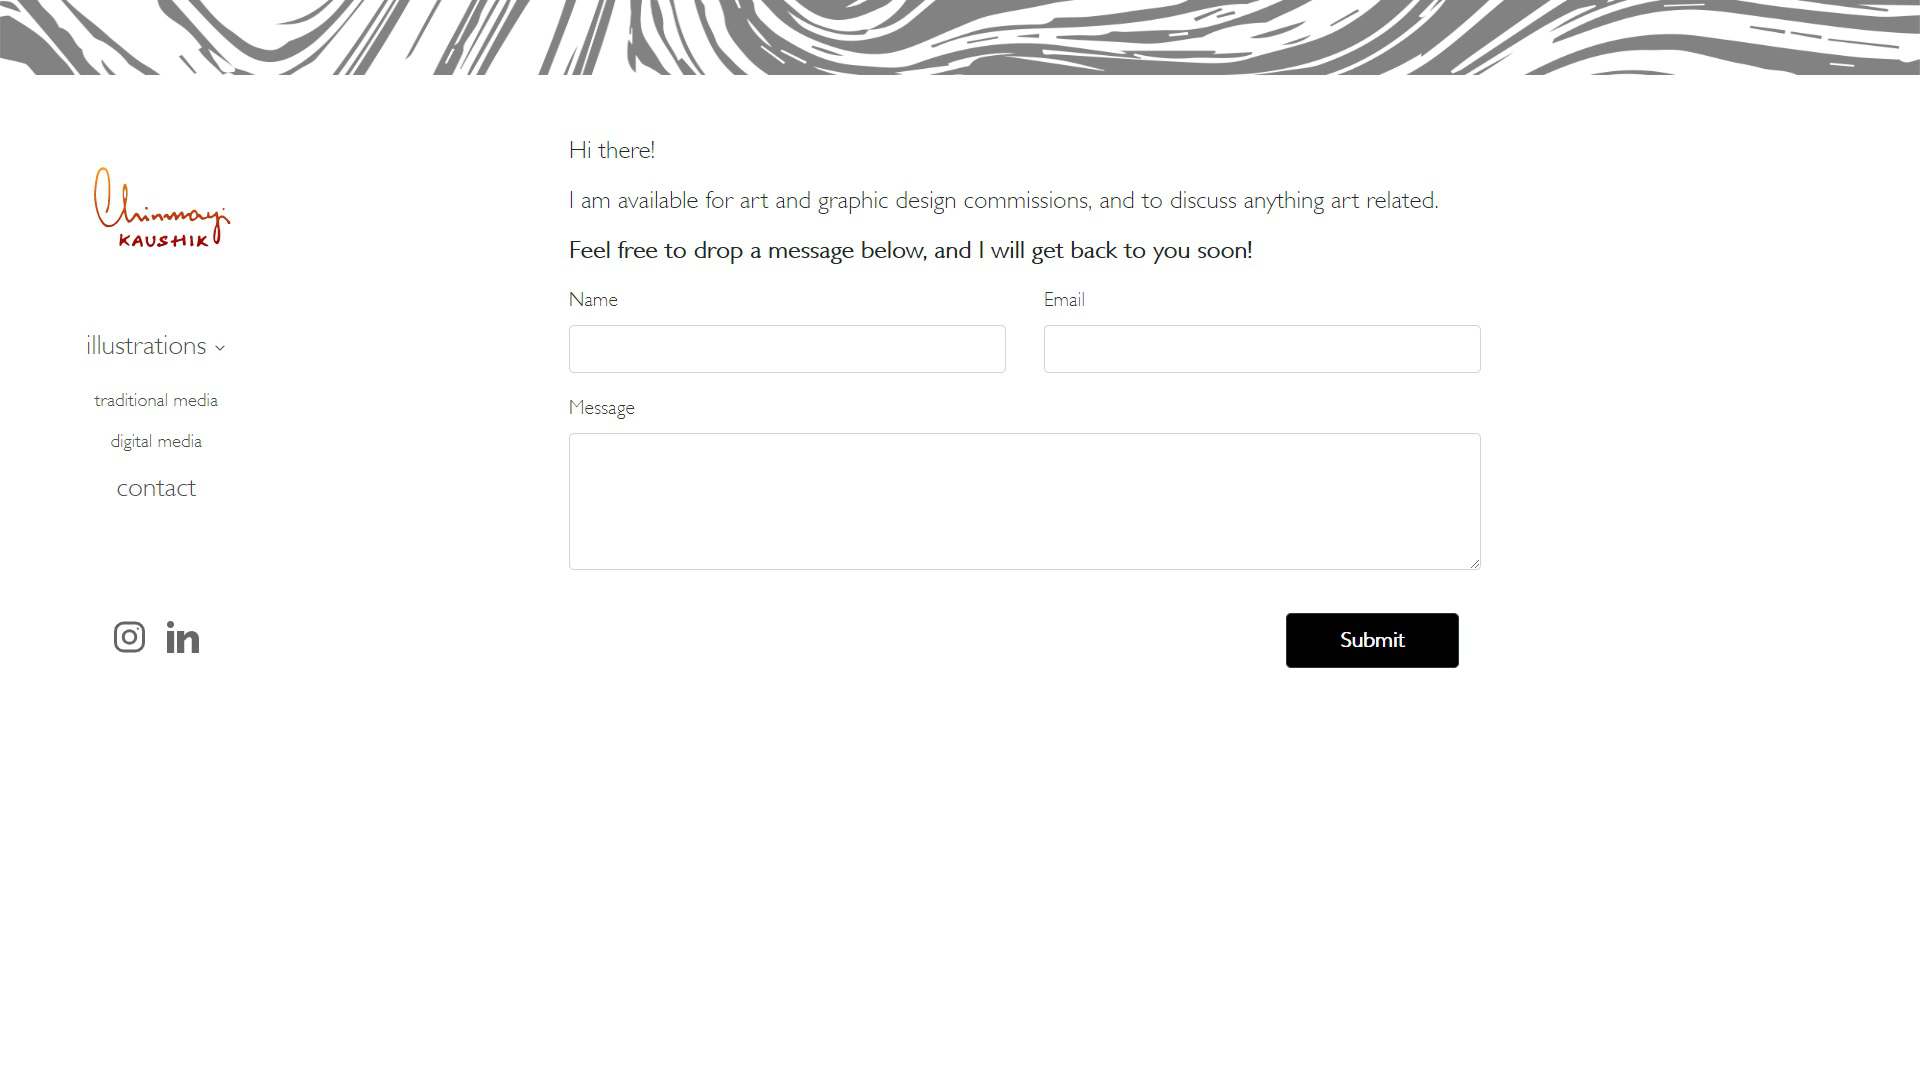 Chinmayi
KAUSHIK
illustrations
traditional media
digital media
contact
Hi there!
I am available for art and graphic design commissions, and to discuss anything art related.
Feel free to drop a message below, and I will get back to you soon!
Name
Email
Message
Submit